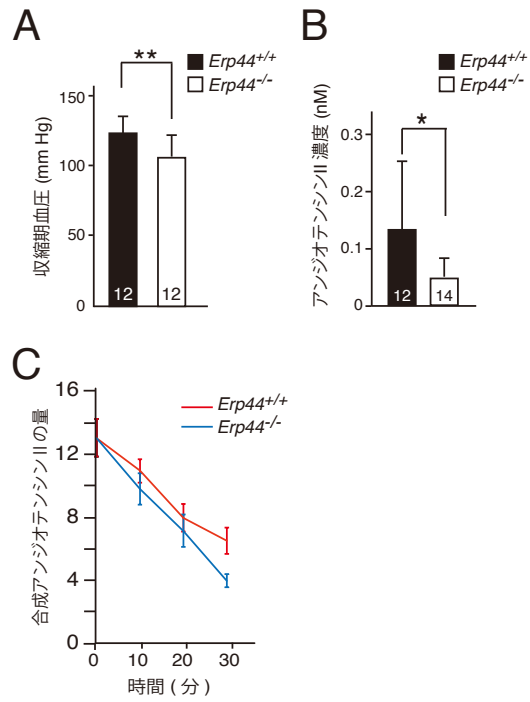 A
**
Erp44+/+
Erp44-/-
収縮期血圧 (mm Hg)
150
100
50
0
12
12
B
*
Erp44+/+
Erp44-/-
アンジオテンシンII 濃度 (nM)
0.3
0.2
0.1
0
12
14
C
合成アンジオテンシンIIの量
16
12
8
4
0
Erp44+/+
Erp44-/-
0
10
20
30
時間 ( 分 )